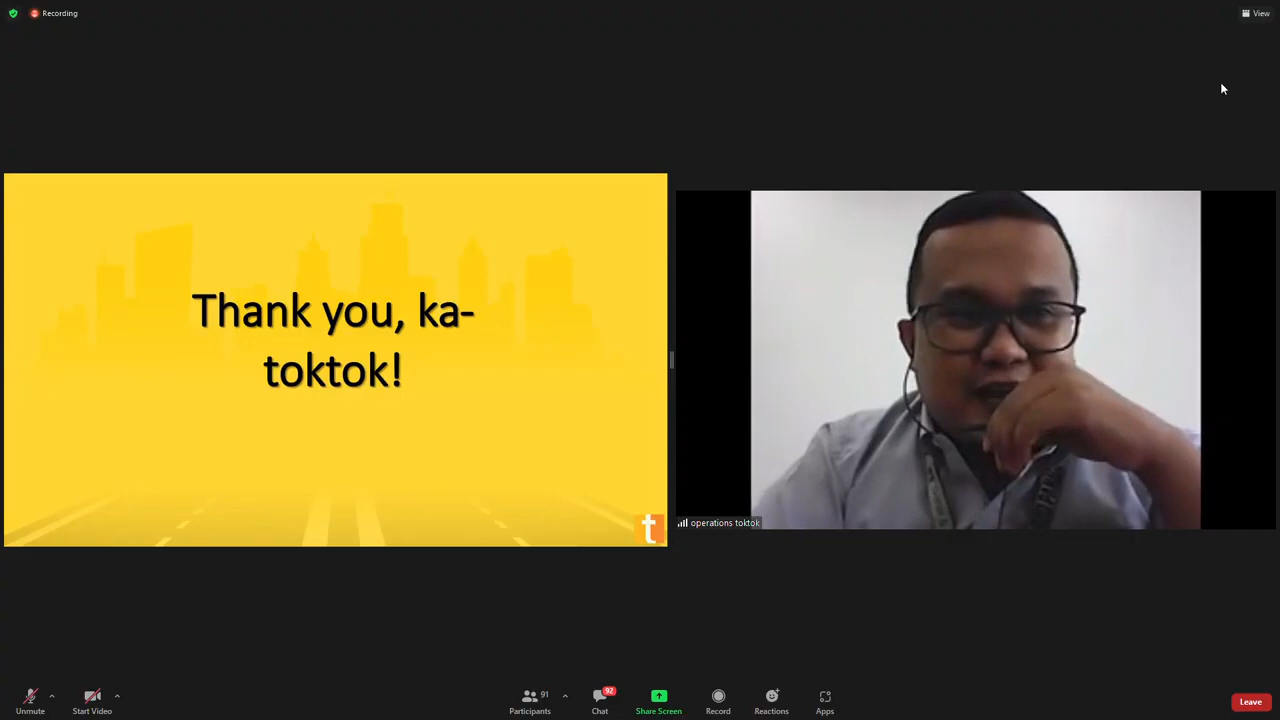 Recording
View
Thank you, ka-
toktok!
t
operations toktok
Unmute
Start Video
91
Participants
92
Chat
Share Screen
Record
Reactions
Apps
Leave